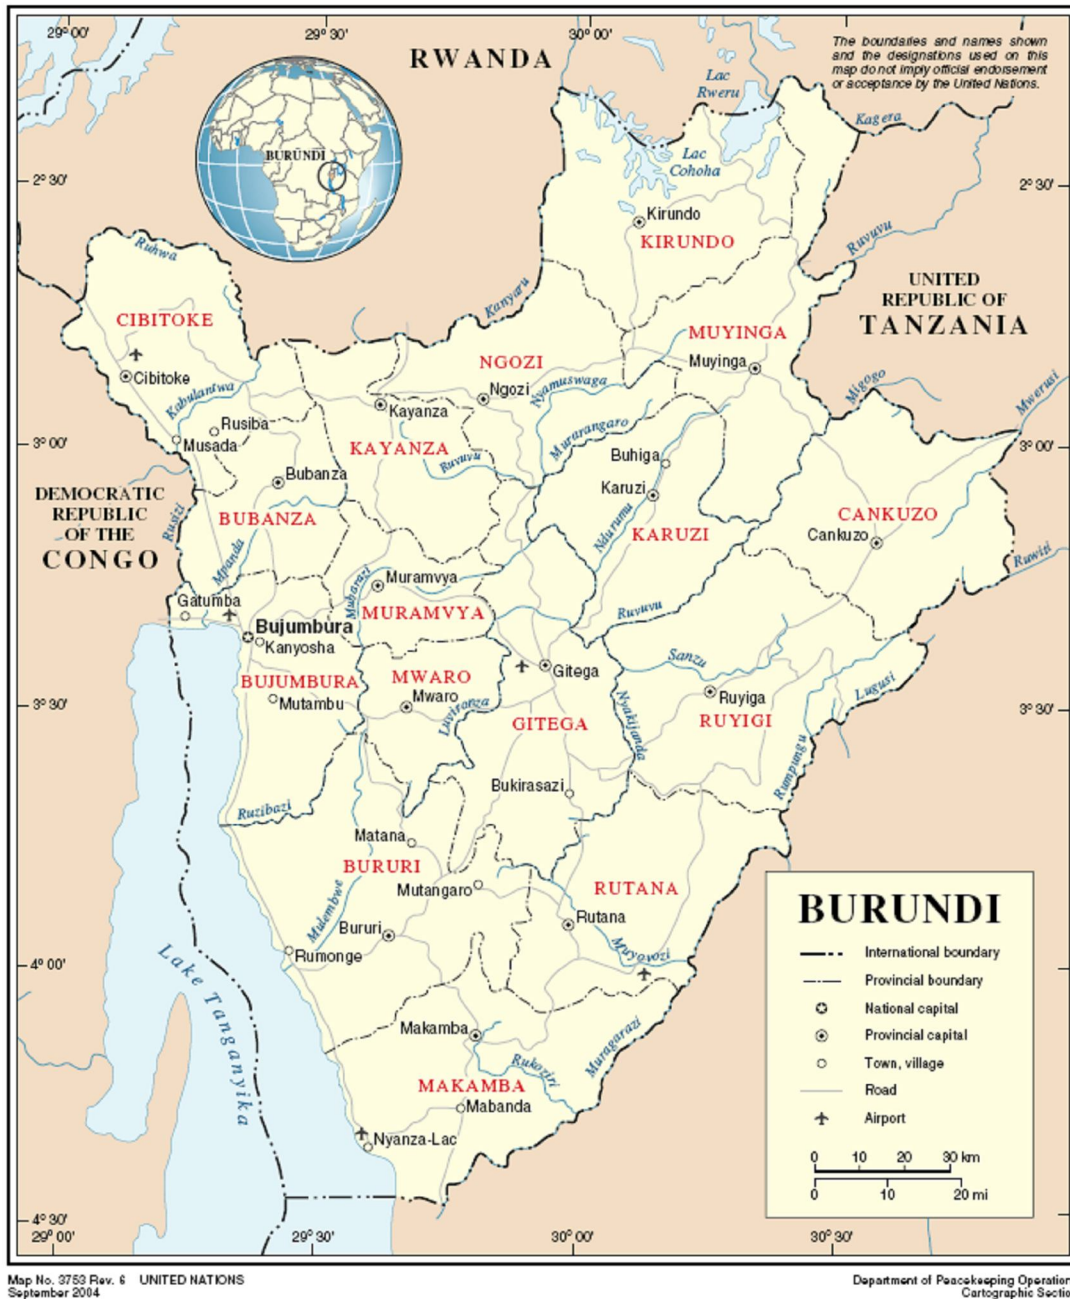 29° 00'
29° 30'
30° 00'
RWANDA
The boundaries and names shown
and the designations used on this
map do not imply official endorsement
or acceptance by the United Nations.
Lac
Rweru
Kagera
BURUNDI
Lac
Cohoha
2° 30'
2° 30'
Kirundo
KIRUNDO
Ruvuvu
Ruhwa
UNITED
REPUBLIC OF
TANZANIA
Kanyaru
CIBITOKE
MUYINGA
NGOZI
Muyinga
Cibitoke
Nyamuswaga
Migogo
Mwerusi
Kabulantwa
Ngozi
Kayanza
Rusiba
Murarangaro
3° 00'
Musada
KAYANZA
Buhiga
3° 00'
Ruvuvu
Bubanza
Karuzi
DEMOCRATIC
REPUBLIC
OF THE
CONGO
Rusizi
BUBANZA
Ndurumu
KARUZI
CANKUZO
Cankuzo
Mpanda
Ruwiti
Mubarazi
Muramvya
Gatumba
MURAMVYA
Ruvuvu
Bujumbura
Kanyosha
Sanzu
BUJUMBURA
MWARO
Gitega
Mutambu
Mwaro
Ruyiga
Lugusi
3° 30'
Luvironza
GITEGA
Nyakijanda
RUYIGI
3° 30'
Rumpungu
Bukirasazi
Ruzibazi
Matana
BURURI
Mutangaro
RUTANA
BURUNDI
Mulembwe
Rutana
Bururi
Muyovozi
Rumonge
International boundary
4° 00'
Lake Tanganyika
Provincial boundary
National capital
Makamba
Provincial capital
Rukoziri
Muragarazi
Town, village
MAKAMBA
Road
Mabanda
Airport
Nyanza-Lac
0 10 20 30 km
0 10 20 mi
4° 30'
29° 00'
29° 30'
30° 00'
30° 30'
Map No. 3753 Rev. 6 UNITED NATIONS
September 2004
Department of Peacekeeping Operation
Cartographic Sectio